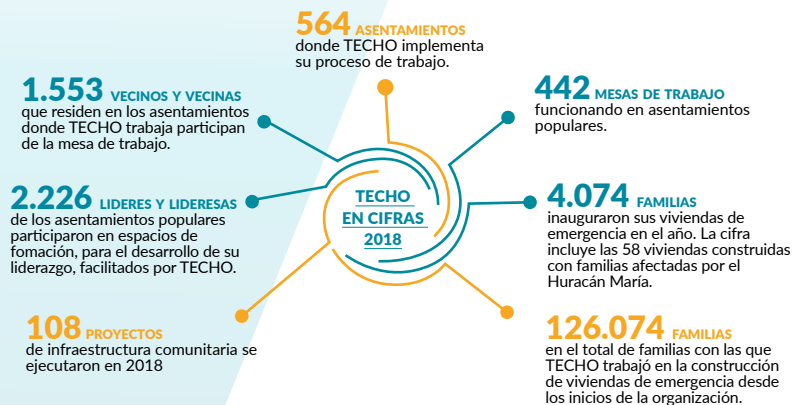 564 ASENTAMIENTOS
donde TECHO implementa
su proceso de trabajo.
1.553 VECINOS Y VECINAS
que residen en los asentamientos
donde TECHO trabaja participan
de la mesa de trabajo.
442 MESAS DE TRABAJO
funcionando en asentamientos
populares.
2.226 LIDERES Y LIDERESAS
de los asentamientos populares
participaron en espacios de
fomación, para el desarrollo de su
liderazgo, facilitados por TECHO.
TECHO
EN CIFRAS
2018
4.074 FAMILIAS
inauguraron sus viviendas de
emergencia en el año. La cifra
incluye las 58 viviendas construidas
con familias afectadas por el
Huracán María.
108 PROYECTOS
de infraestructura comunitaria se
ejecutaron en 2018
126.074 FAMILIAS
en el total de familias con las que
TECHO trabajó en la construcción
de viviendas de emergencia desde
los inicios de la organización.